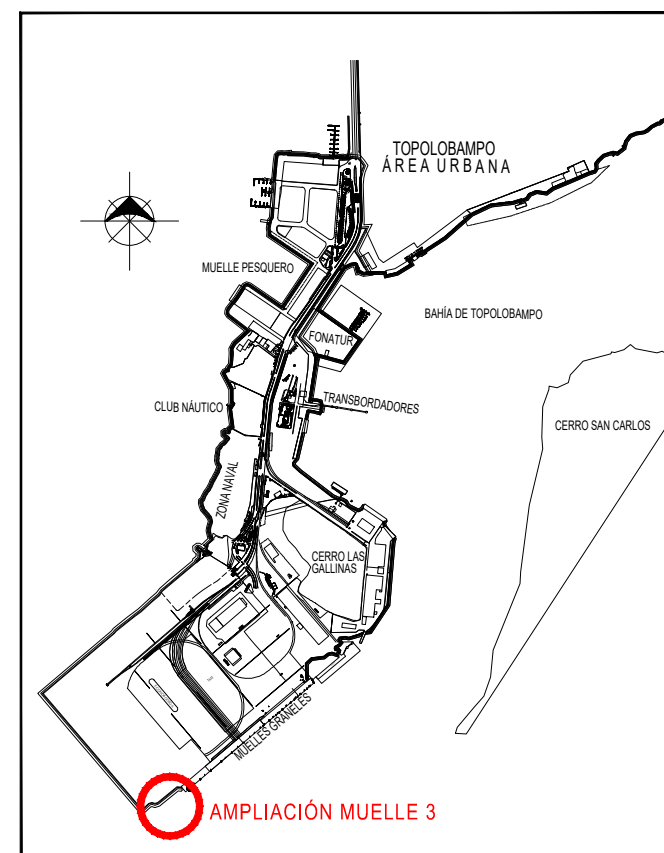 TOPOLOBAMPO
ÁREA URBANA
MUELLE PESQUERO
BAHÍA DE TOPOLOBAMPO
FONATUR
CLUB NÁUTICO
TRANSBORDADORES
CERRO SAN CARLOS
ZONA NAVAL
CERRO LAS
GALLINAS
MUELLES GRANELES
AMPLIACIÓN MUELLE 3